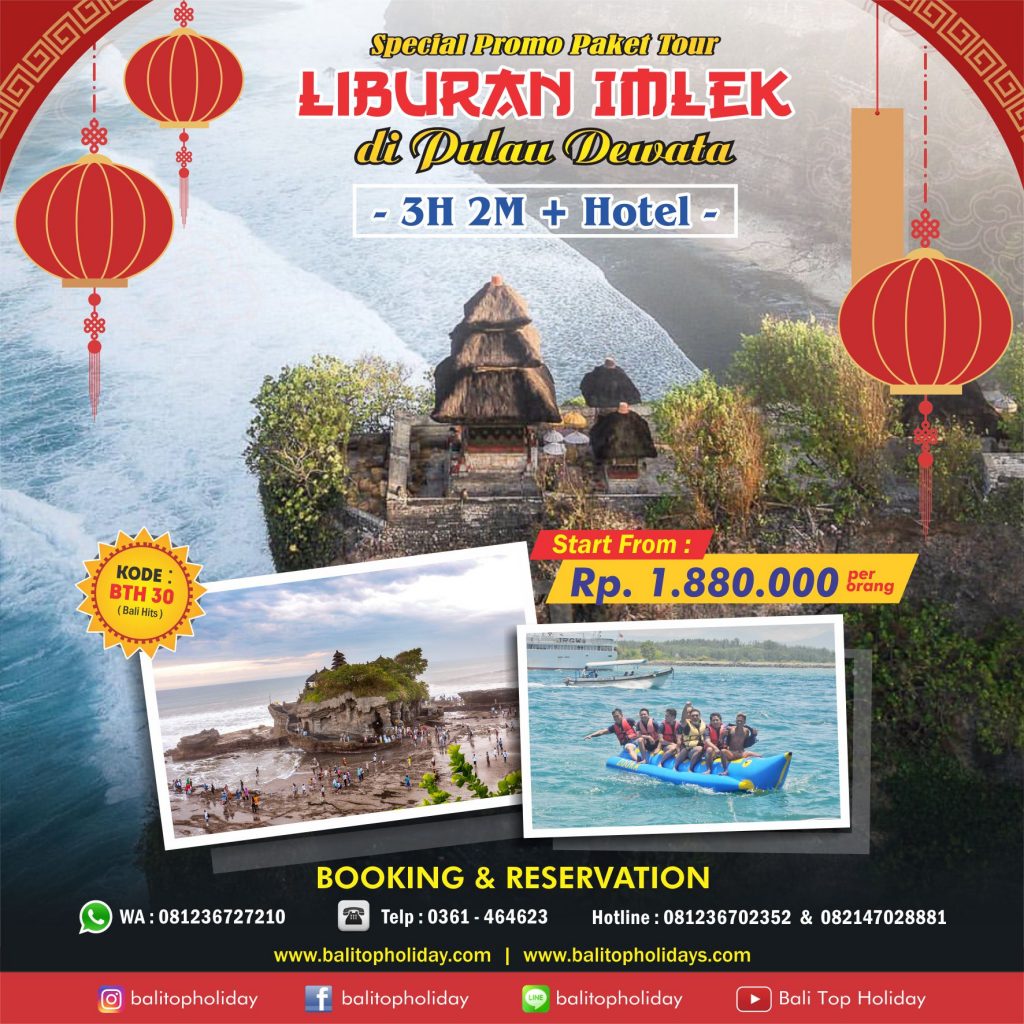 Special Promo Paket Tour
LIBURAN IMLEK
di Pulau Dewata
- 3H 2M + Hotel -
KODE :
BTH 30
( Bali Hits )
Start From :
Rp. 1.880.000 per orang
BOOKING & RESERVATION
WA : 081236727210 Telp : 0361 - 464623 Hotline : 081236702352 & 082147028881
www.balitopholiday.com | www.balitopholidays.com
balitopholiday balitopholiday LINE balitopholiday Bali Top Holiday